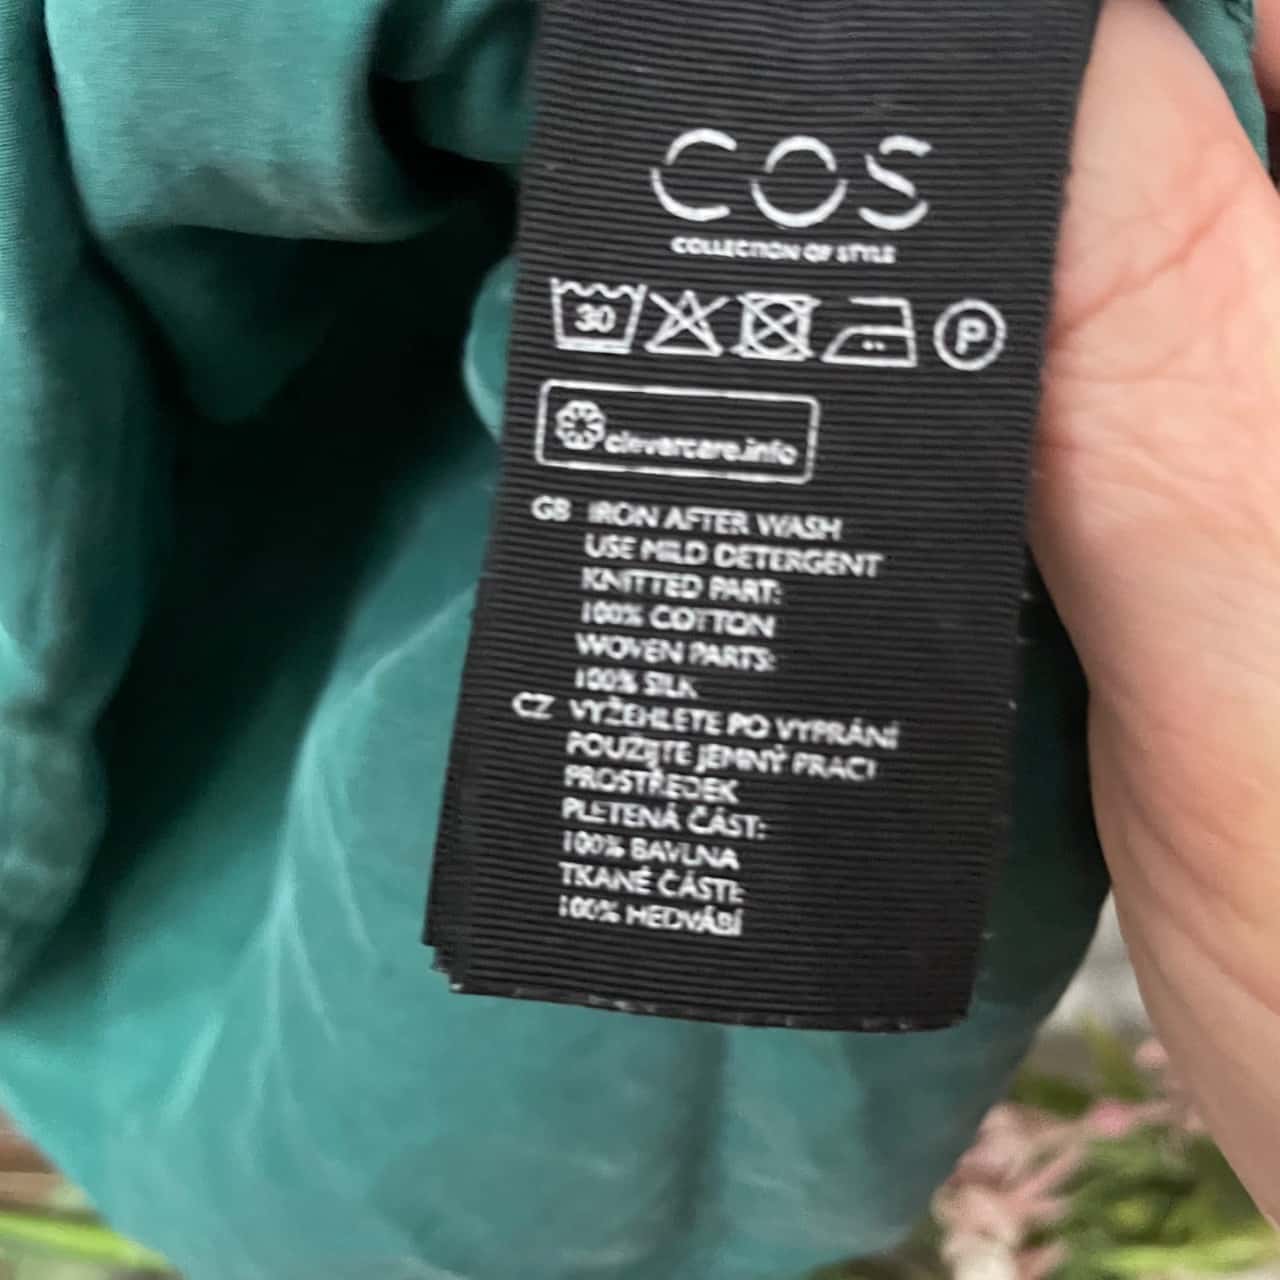 COS
COLLECTION OF STYLE
30 P
clevercare.info
GB IRON AFTER WASH
USE MILD DETERGENT
KNITTED PART:
100% COTTON
WOVEN PARTS:
100% SILK
CZ VYŽEHLETE PO VYPRÁNÍ
POUŽIJTE JEMNÝ PRACÍ
PROSTŘEDEK
PLETENÁ ČÁST:
100% BAVLNA
TKANÉ ČÁSTI:
100% HEDVÁBÍ